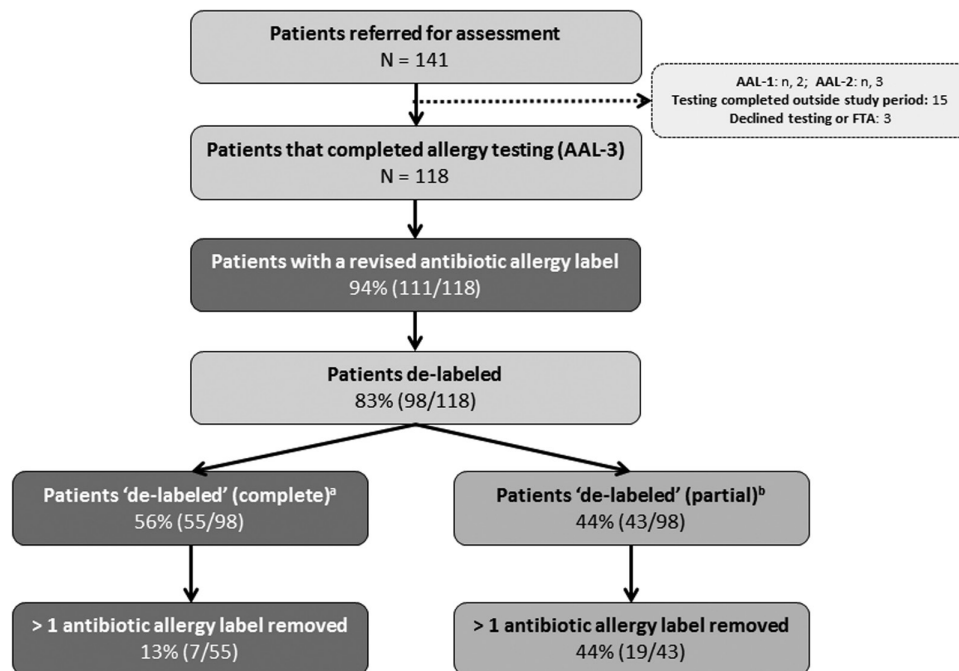 Patients referred for assessment
N = 141
AAL-1: n, 2; AAL-2: n, 3
Testing completed outside study period: 15
Declined testing or FTA: 3
Patients that completed allergy testing (AAL-3)
N = 118
Patients with a revised antibiotic allergy label
94% (111/118)
Patients de-labeled
83% (98/118)
Patients ‘de-labeled’ (complete)ᵃ
56% (55/98)
Patients ‘de-labeled’ (partial)ᵇ
44% (43/98)
> 1 antibiotic allergy label removed
13% (7/55)
> 1 antibiotic allergy label removed
44% (19/43)